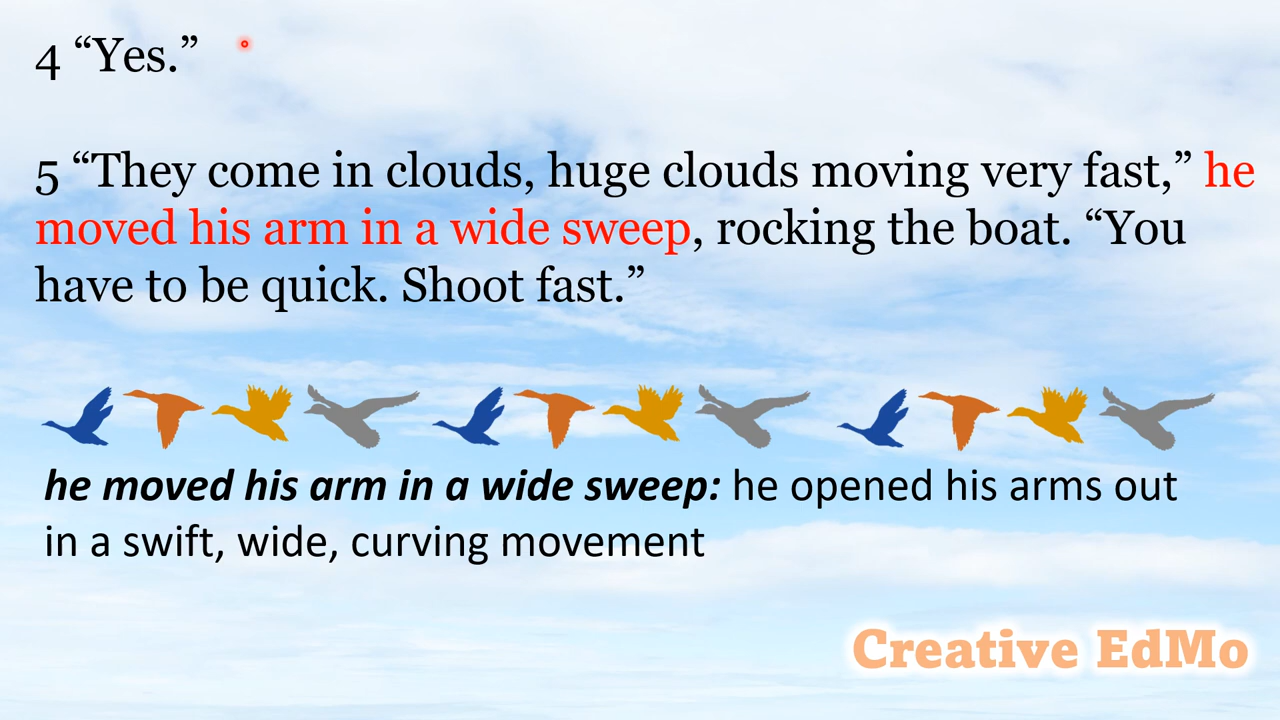 4 “Yes.”
5 “They come in clouds, huge clouds moving very fast,” he
moved his arm in a wide sweep, rocking the boat. “You
have to be quick. Shoot fast.”
he moved his arm in a wide sweep: he opened his arms out
in a swift, wide, curving movement
Creative EdMo